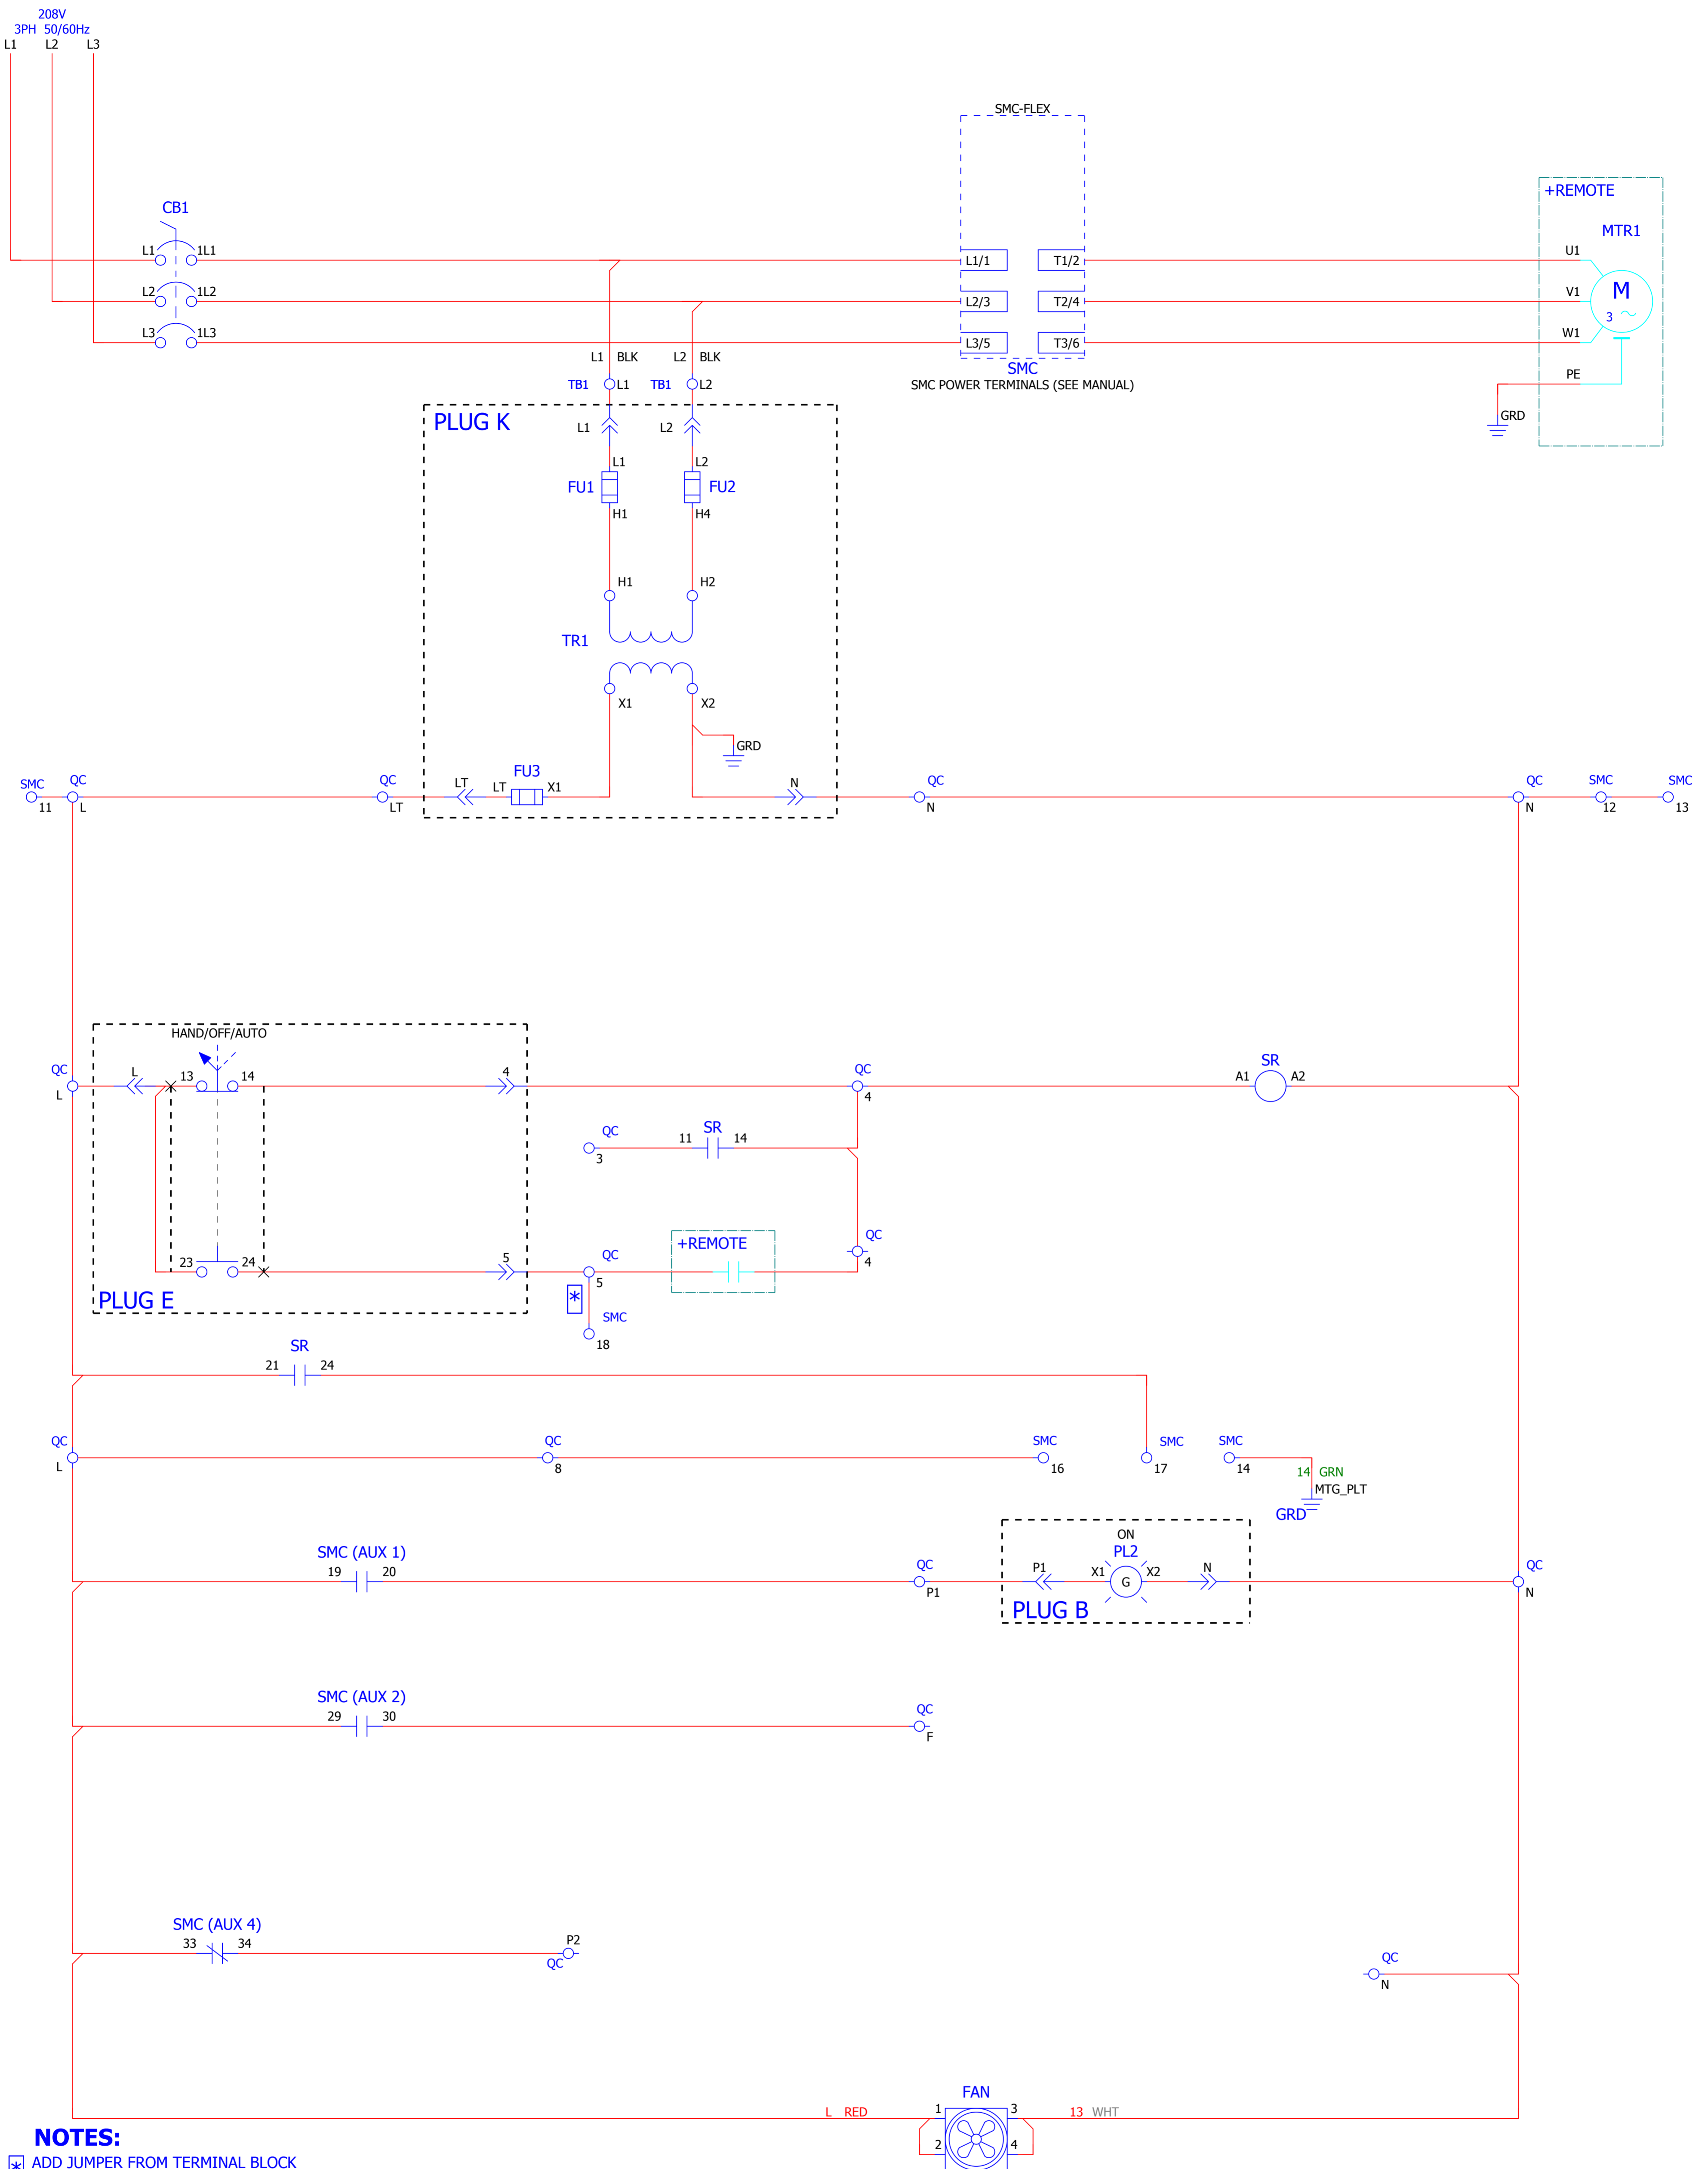 208V
3PH 50/60Hz
L1 L2 L3
SMC-FLEX
+REMOTE
CB1
MTR1
L1 1L1 L1/1 T1/2 U1
L2 1L2 L2/3 T2/4 V1
M
3
L3 1L3 L3/5 T3/6 W1
L1 BLK L2 BLK
SMC
SMC POWER TERMINALS (SEE MANUAL)
PE
TB1 L1 TB1 L2
GRD
PLUG K
L1 L2
L1 L2
FU1 FU2
H1 H4
H1 H2
TR1
X1 X2
GRD
FU3
SMC QC QC LT LT X1 N QC QC SMC SMC
11 L LT N N 12 13
HAND/OFF/AUTO
QC L 13 14 4 QC SR
A1 A2
L 4
QC 11 SR 14
3
+REMOTE QC
23 24 5 QC
5 4
*
SMC
18
PLUG E
SR
21 24
QC QC SMC SMC SMC
L 8 16 17 14
14 GRN
MTG_PLT
GRD
ON
PL2
SMC (AUX 1)
19 20 QC P1 X1 G X2 N QC
P1 N
PLUG B
SMC (AUX 2)
29 30 QC
F
SMC (AUX 4)
33 34 P2
QC
QC
N
FAN
L RED 1 3 13 WHT
2 4
NOTES:
* ADD JUMPER FROM TERMINAL BLOCK